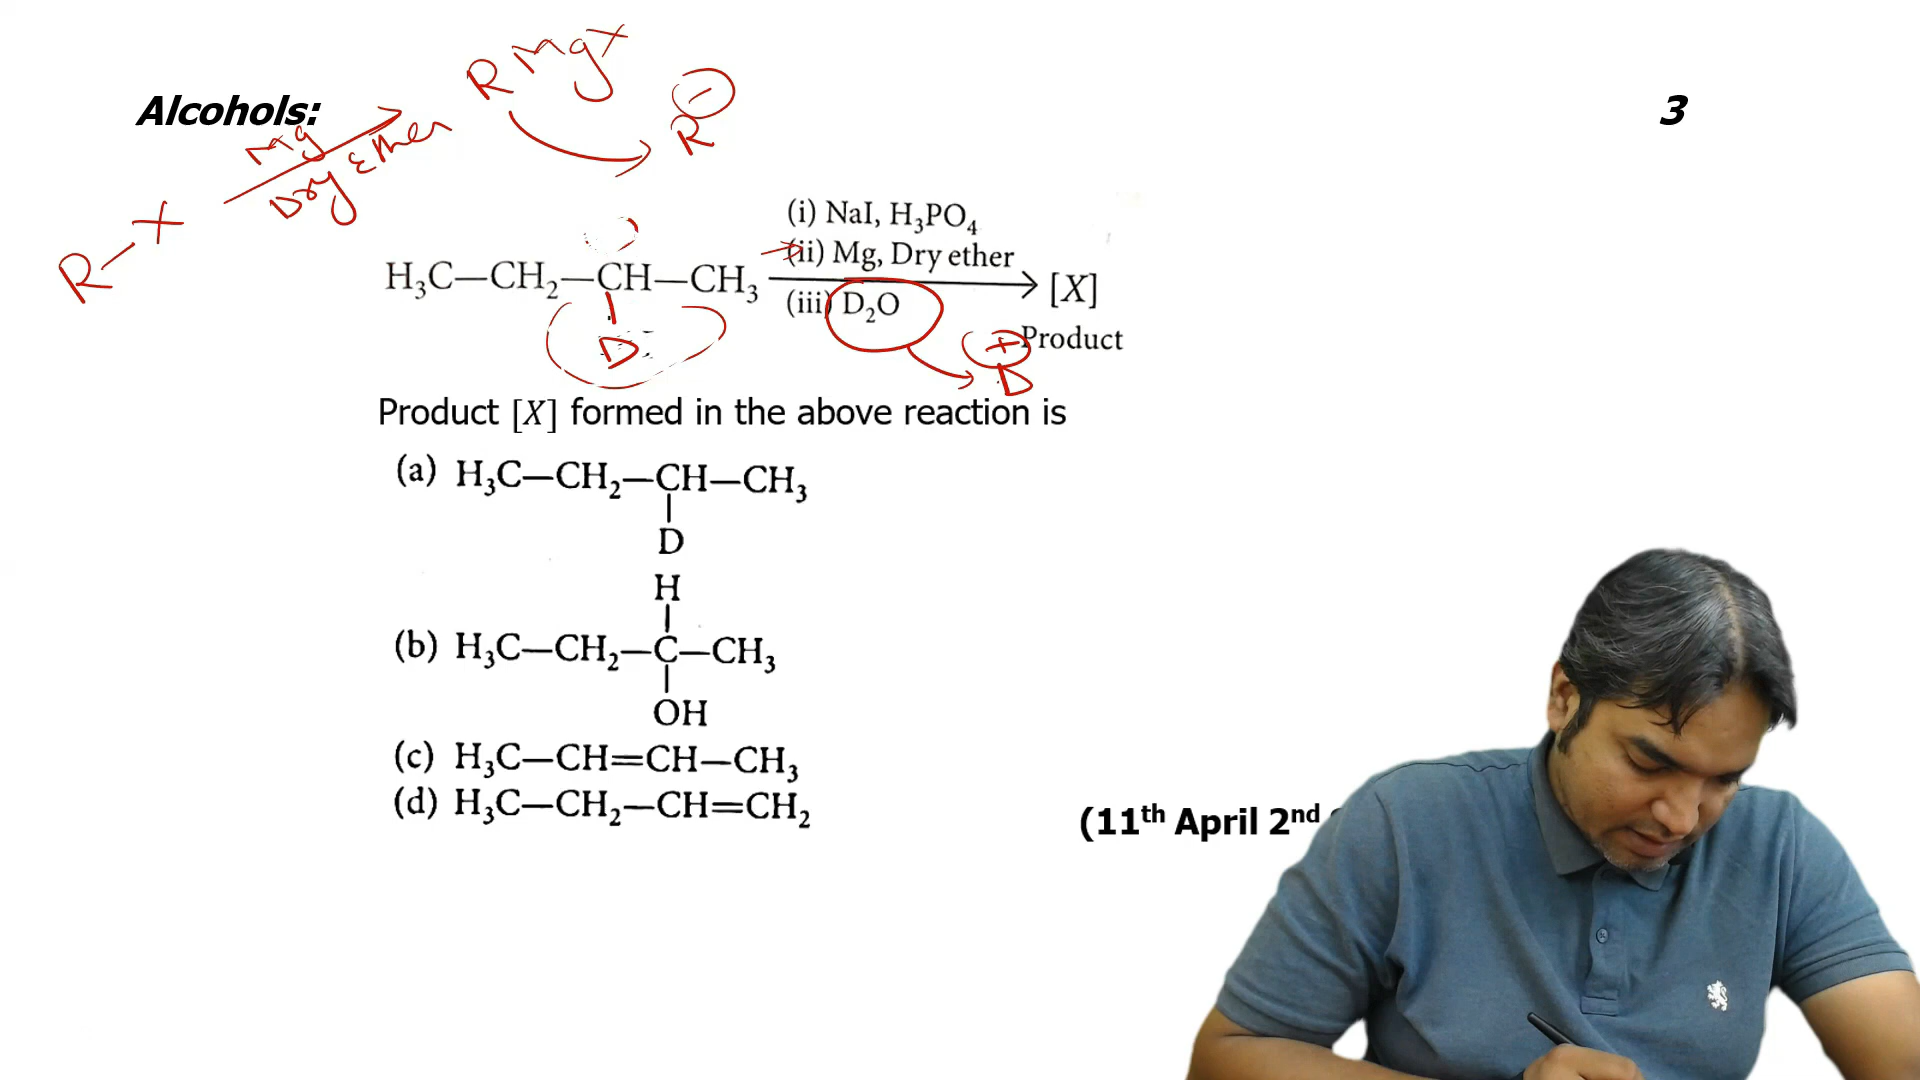 Alcohols:
3
R MgX
R⊖
Mg
Dry Ether
R–X
(i) NaI, H₃PO₄
(ii) Mg, Dry ether
H₃C—CH₂—CH—CH₃ [X]
(iii) D₂O
D
Product
+
D
Product [X] formed in the above reaction is
(a) H₃C—CH₂—CH—CH₃
D
H
(b) H₃C—CH₂—C—CH₃
OH
(c) H₃C—CH=CH—CH₃
(d) H₃C—CH₂—CH=CH₂
(11th April 2nd